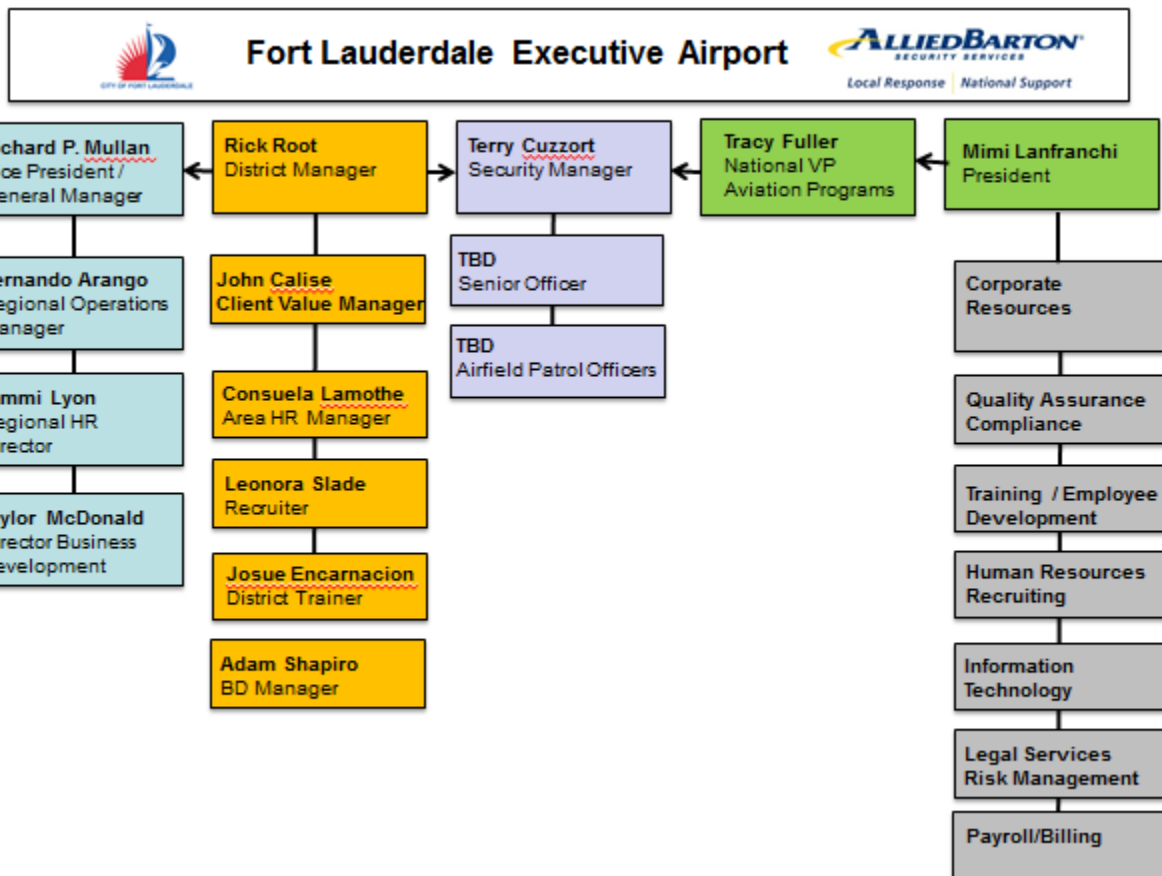 Fort Lauderdale Executive Airport
CITY OF FORT LAUDERDALE
ALLIEDBARTON
SECURITY SERVICES
Local Response | National Support
chard P. Mullan
ce President /
eneral Manager
Rick Root
District Manager
Terry Cuzzort
Security Manager
Tracy Fuller
National VP
Aviation Programs
Mimi Lanfranchi
President
ernando Arango
egional Operations
anager
mmi Lyon
egional HR
rector
ylor McDonald
rector Business
evelopment
John Calise
Client Value Manager
Consuela Lamothe
Area HR Manager
Leonora Slade
Recruiter
Josue Encarnacion
District Trainer
Adam Shapiro
BD Manager
TBD
Senior Officer
TBD
Airfield Patrol Officers
Corporate
Resources
Quality Assurance
Compliance
Training / Employee
Development
Human Resources
Recruiting
Information
Technology
Legal Services
Risk Management
Payroll/Billing